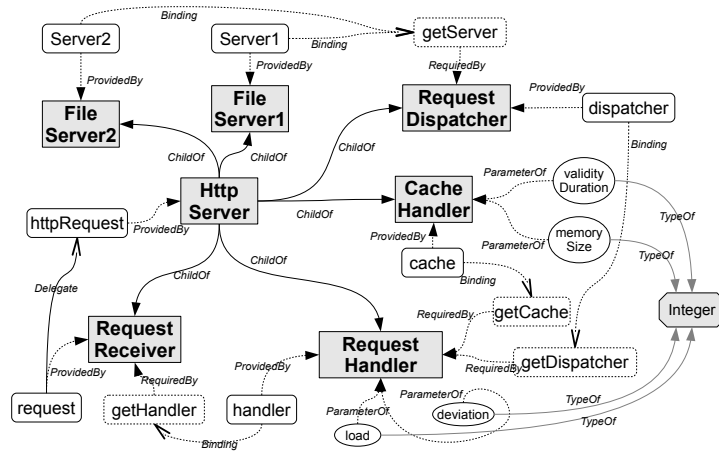 Server2
Binding
Server1
Binding
getServer
ProvidedBy
ProvidedBy
RequiredBy
ProvidedBy
File
Server2
File
Server1
Request
Dispatcher
dispatcher
ChildOf
ChildOf
ChildOf
Binding
Http
Server
Cache
Handler
ParameterOf
validity
Duration
ChildOf
httpRequest
ProvidedBy
ProvidedBy
ParameterOf
memory
Size
TypeOf
TypeOf
cache
Binding
ChildOf
ChildOf
Delegate
getCache
Integer
RequiredBy
Request
Receiver
Request
Handler
ProvidedBy
getDispatcher
RequiredBy
ProvidedBy
RequiredBy
ParameterOf
request
getHandler
handler
ParameterOf
deviation
TypeOf
load
TypeOf
Binding